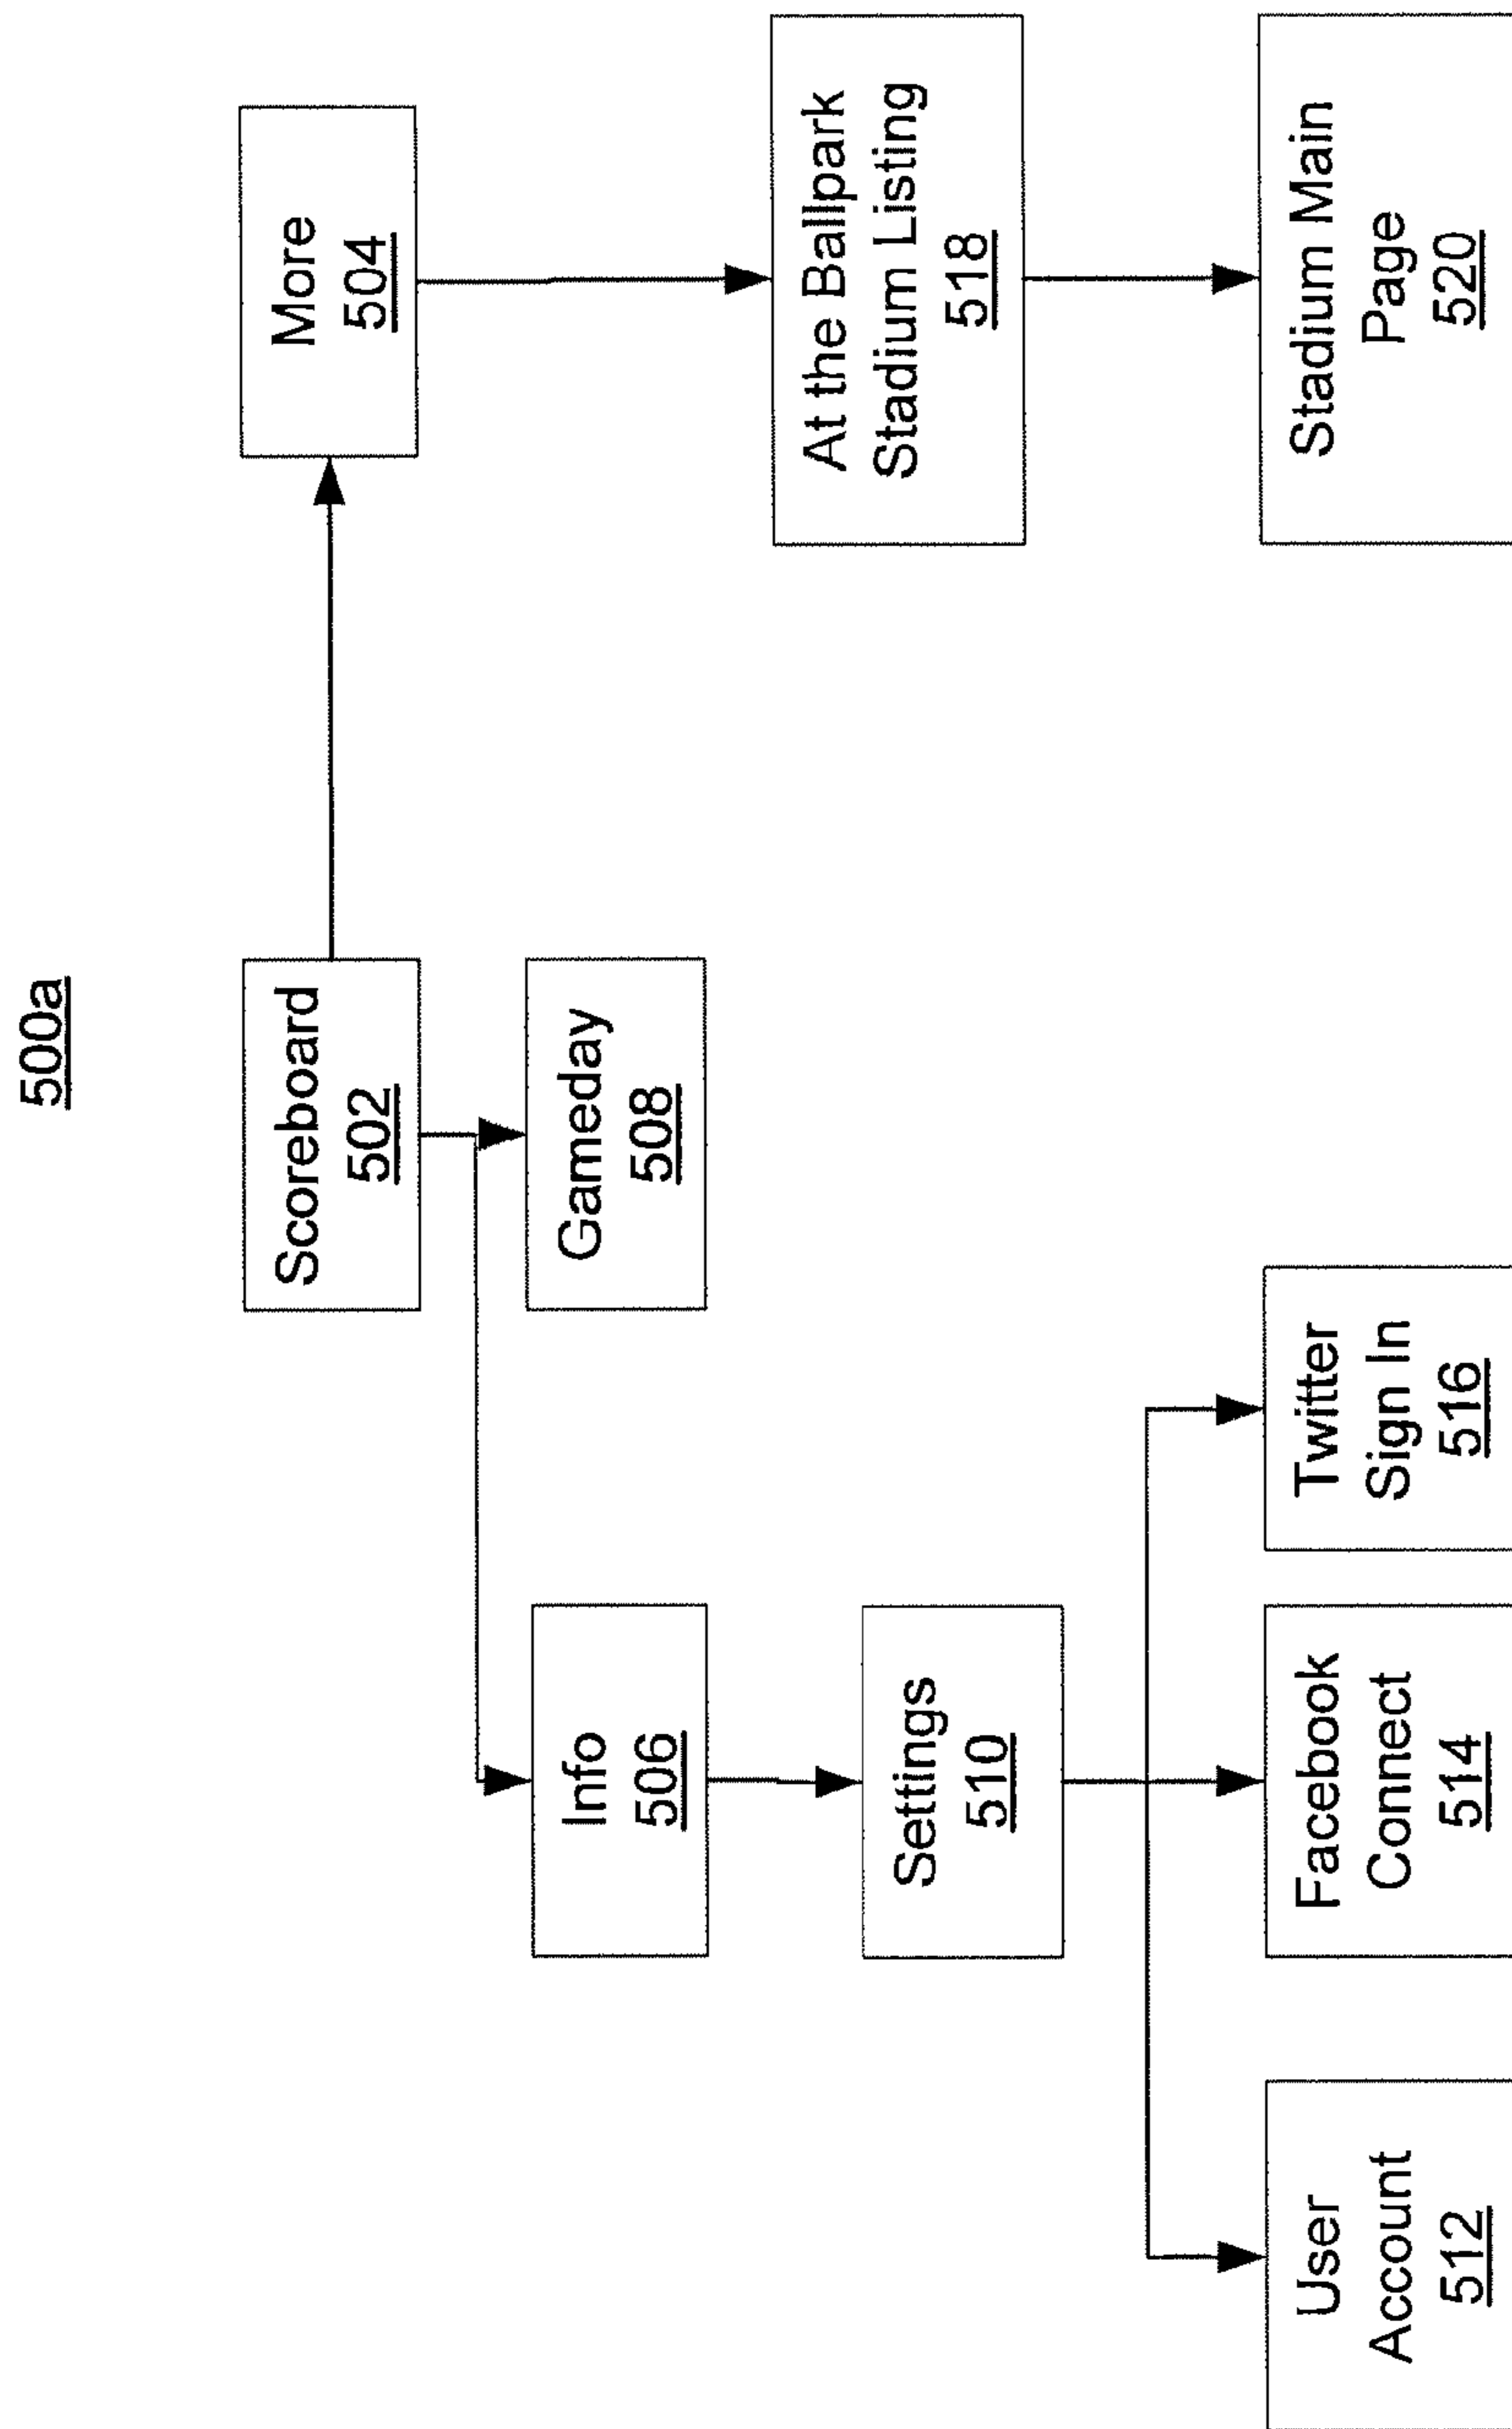 500a
Scoreboard
502
More
504
Info
506
Gameday
508
Settings
510
At the Ballpark
Stadium Listing
518
User
Account
512
Facebook
Connect
514
Twitter
Sign In
516
Stadium Main
Page
520